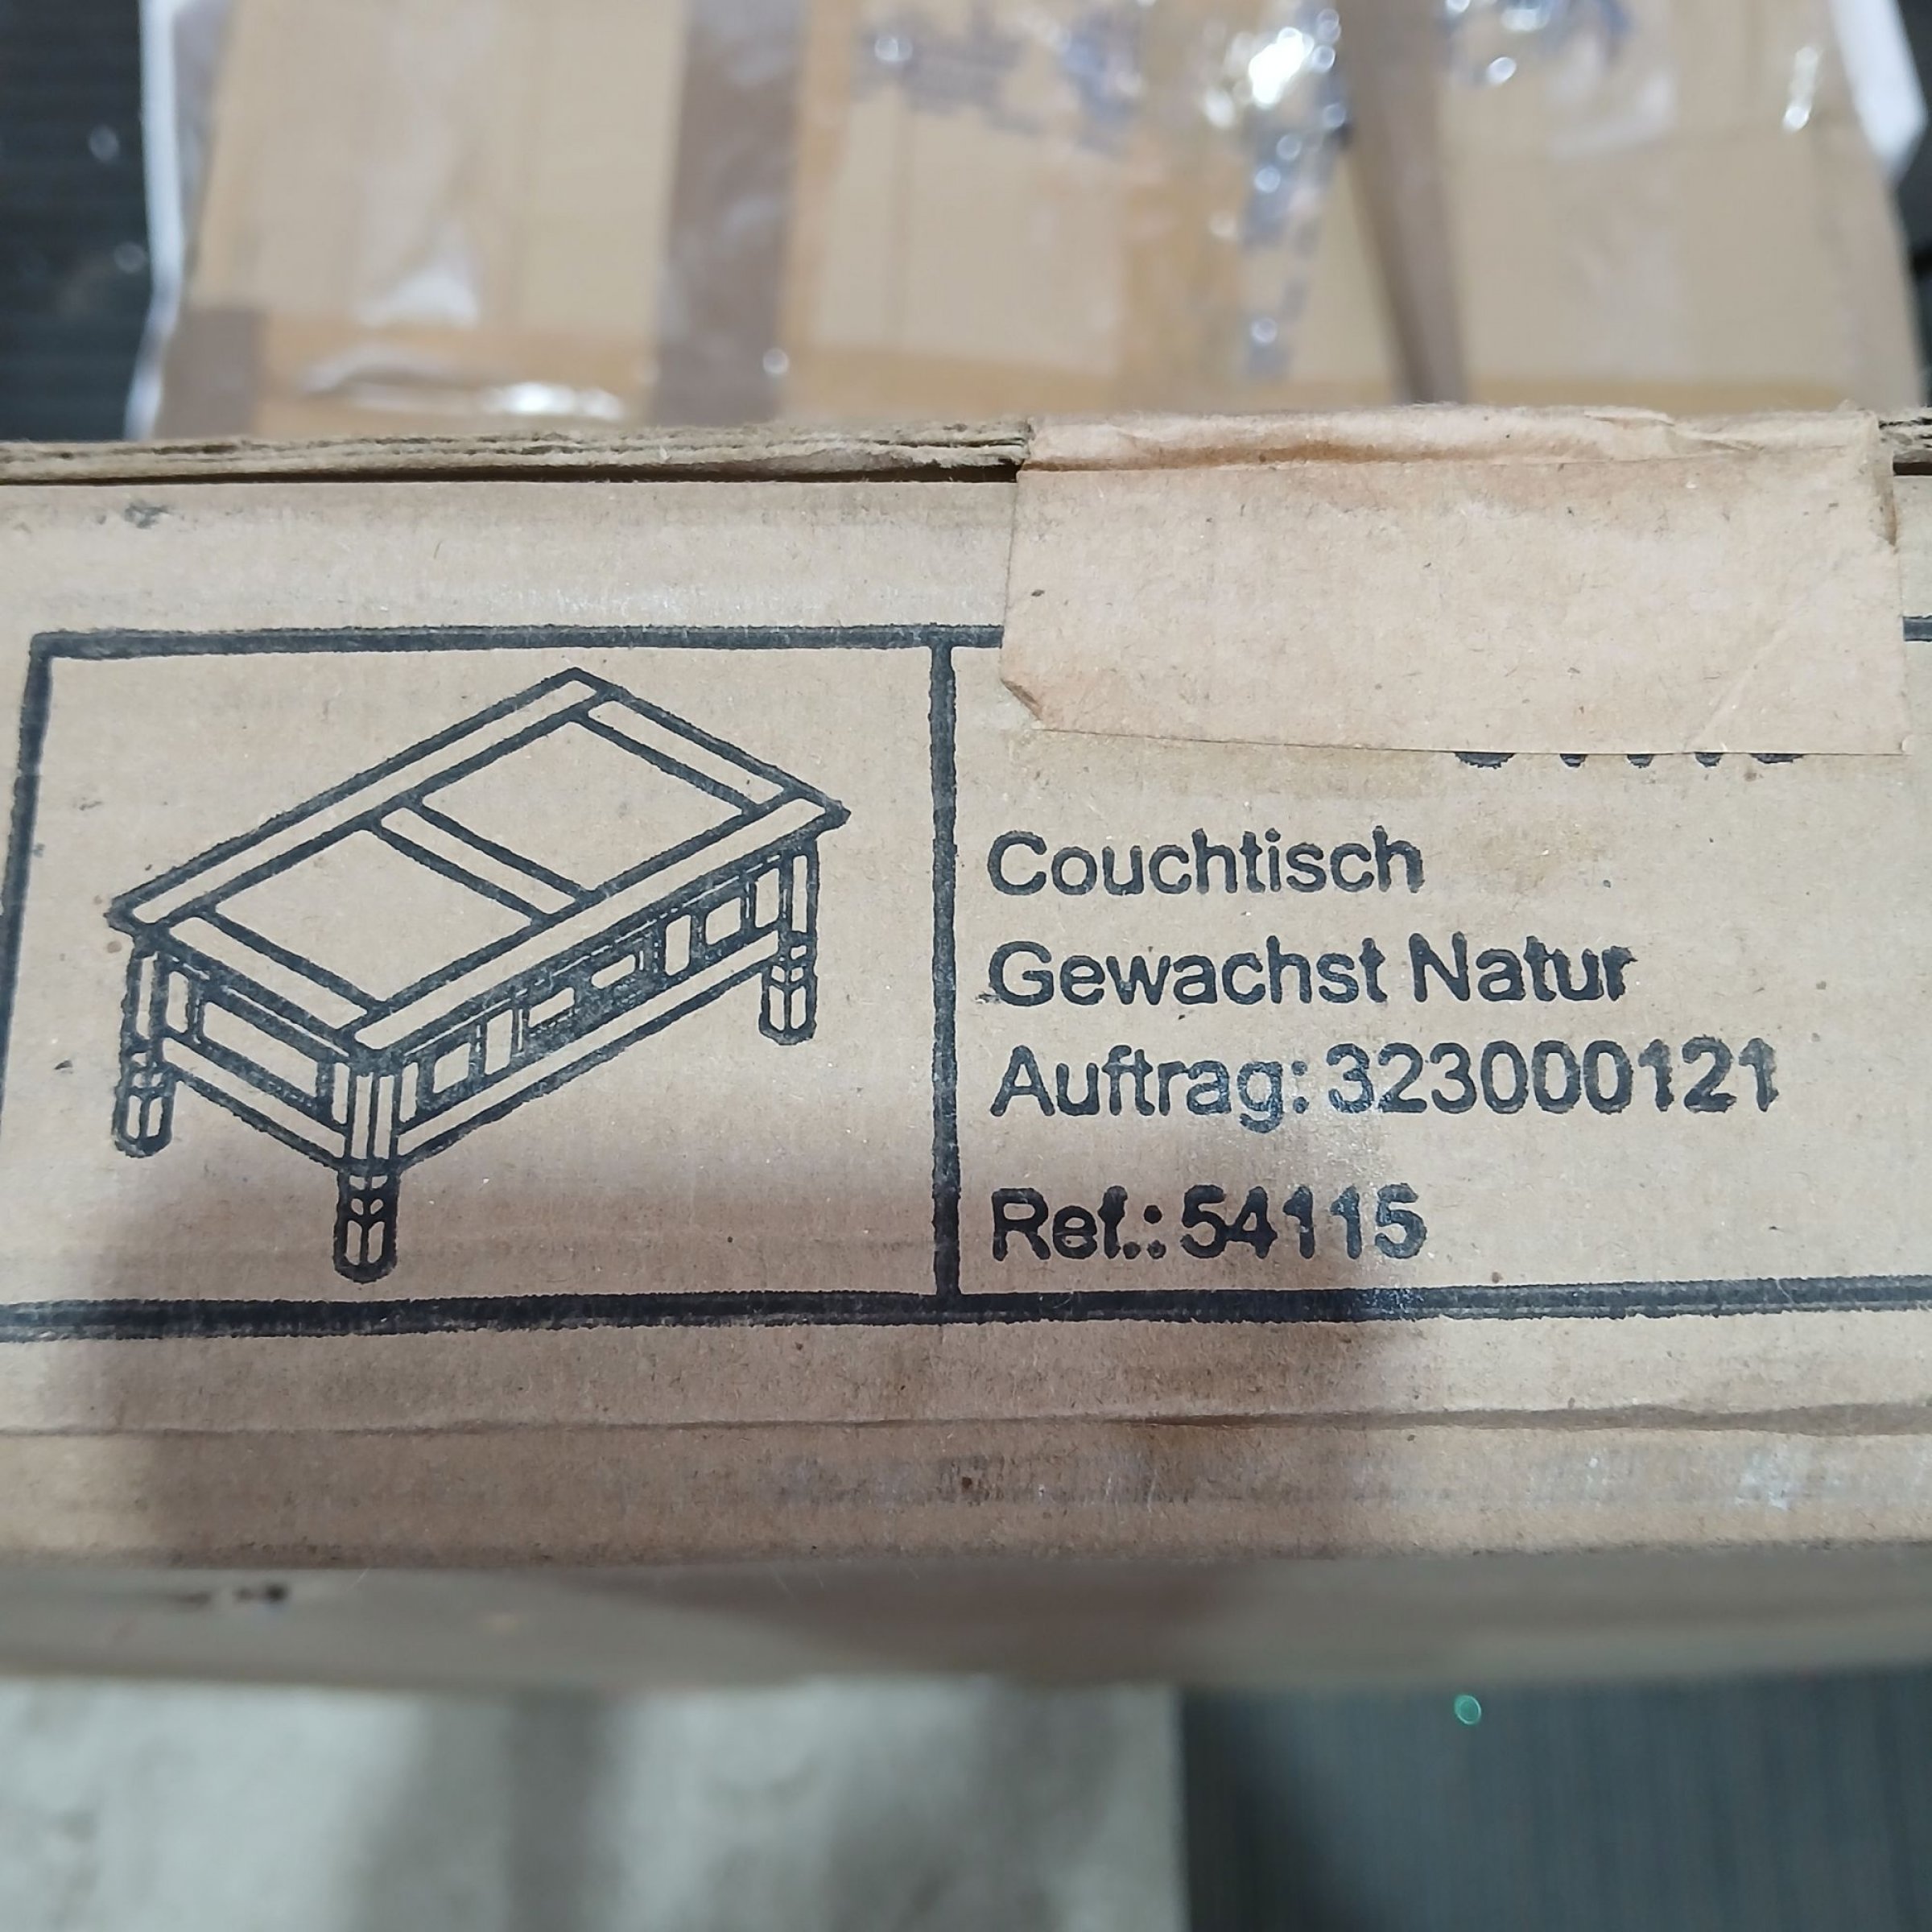 Couchtisch
Gewachst Natur
Auftrag: 323000121
Ref.: 54115